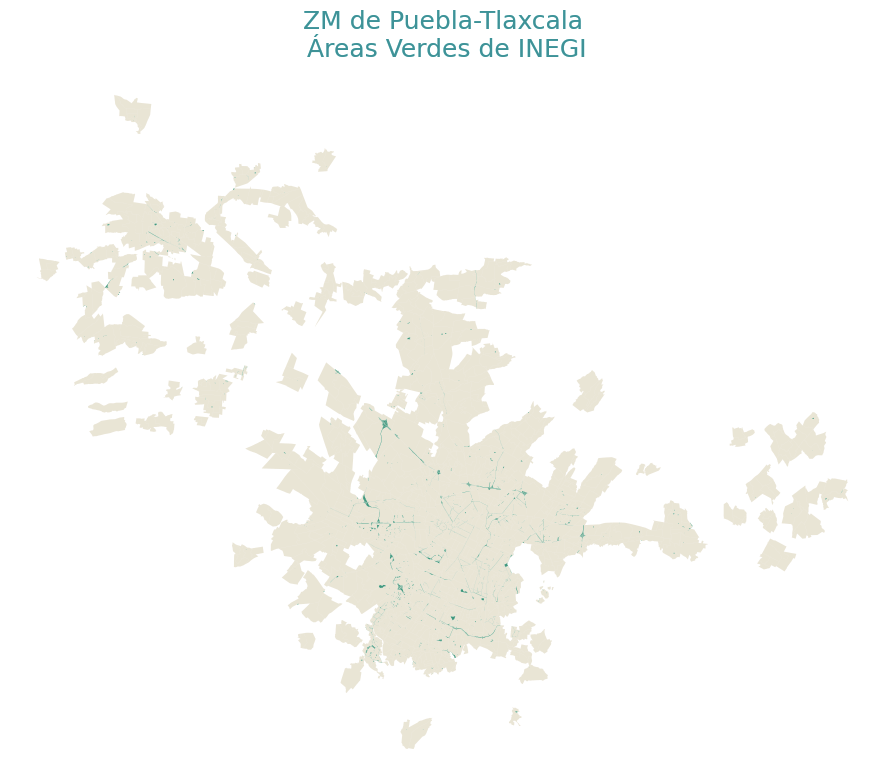 ZM de Puebla-Tlaxcala
Áreas Verdes de INEGI